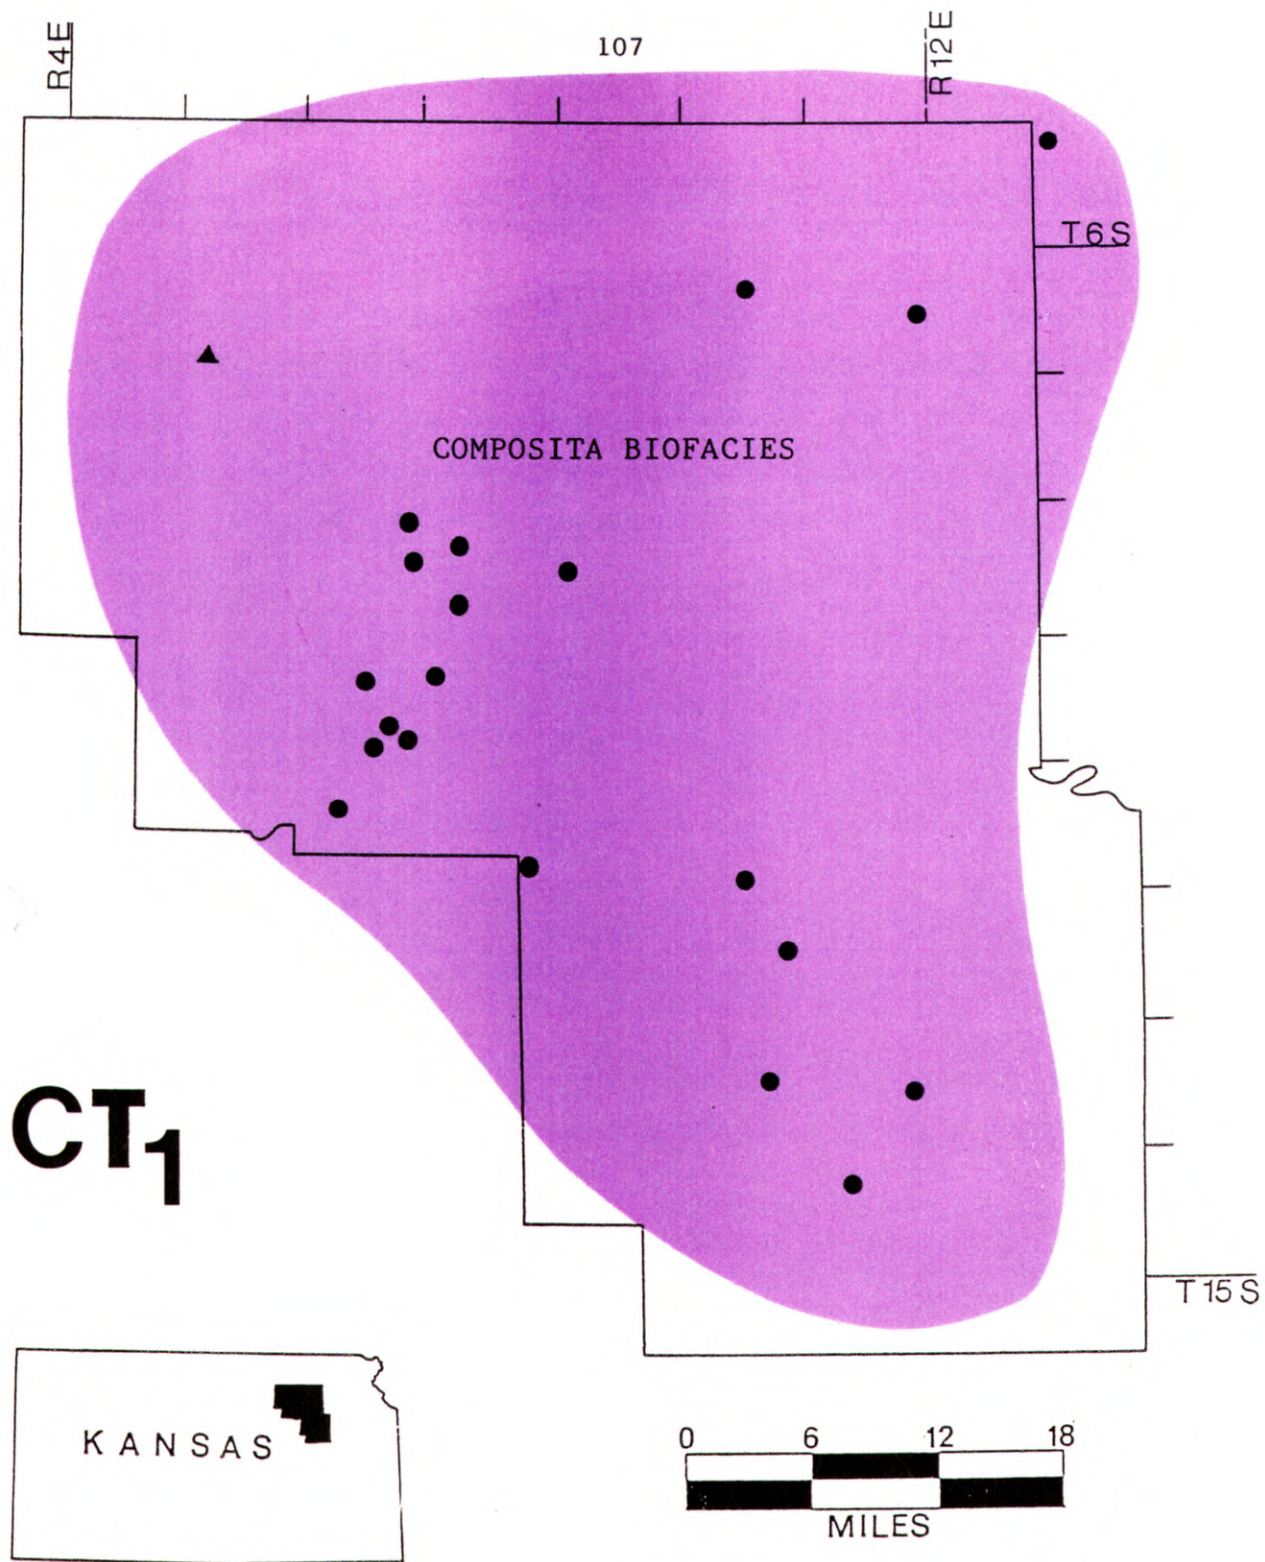 R4E
107
R12E
T6S
COMPOSITA BIOFACIES
CT1
T15S
KANSAS
0 6 12 18
MILES